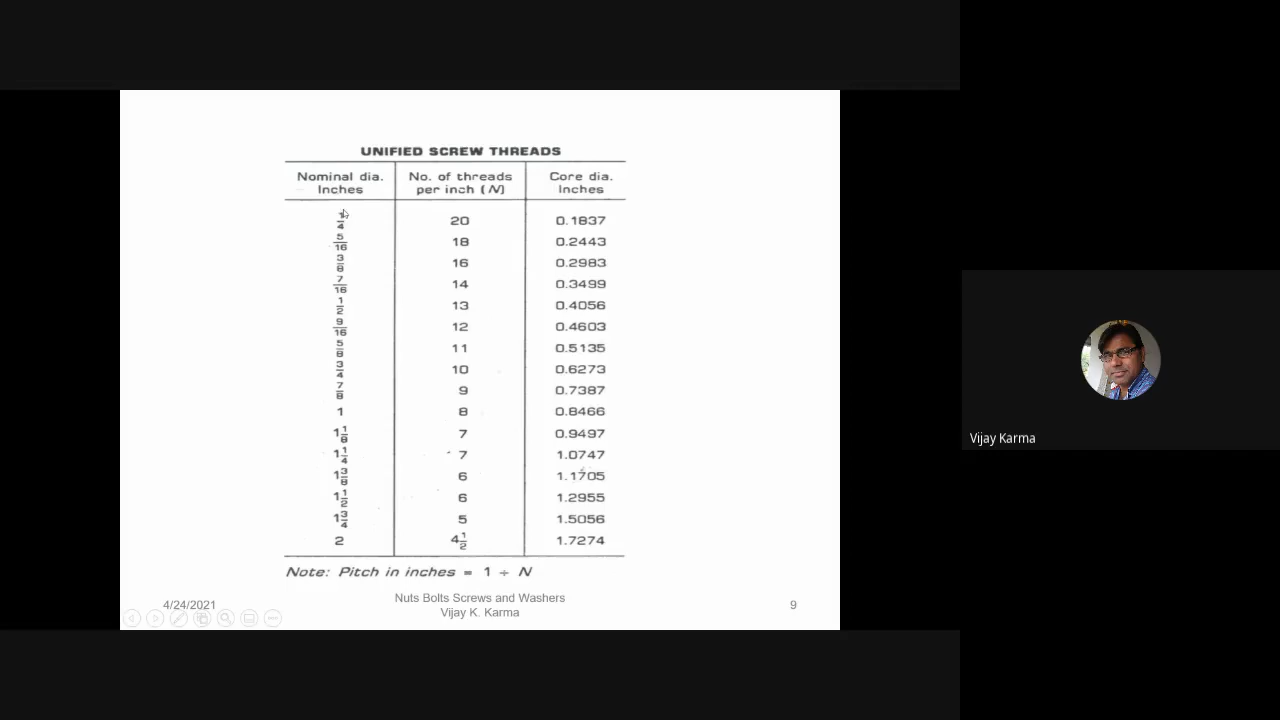 UNIFIED SCREW THREADS
Nominal dia. Inches No. of threads per inch (N) Core dia. Inches
1/4 20 0.1837
5/16 18 0.2443
3/8 16 0.2983
7/16 14 0.3499
1/2 13 0.4056
9/16 12 0.4603
5/8 11 0.5135
3/4 10 0.6273
7/8 9 0.7387
1 8 0.8466
1 1/8 7 0.9497
1 1/4 7 1.0747
1 3/8 6 1.1705
1 1/2 6 1.2955
1 3/4 5 1.5056
2 4 1/2 1.7274
Note: Pitch in inches = 1 ÷ N
4/24/2021
Nuts Bolts Screws and Washers
Vijay K. Karma
9
Vijay Karma